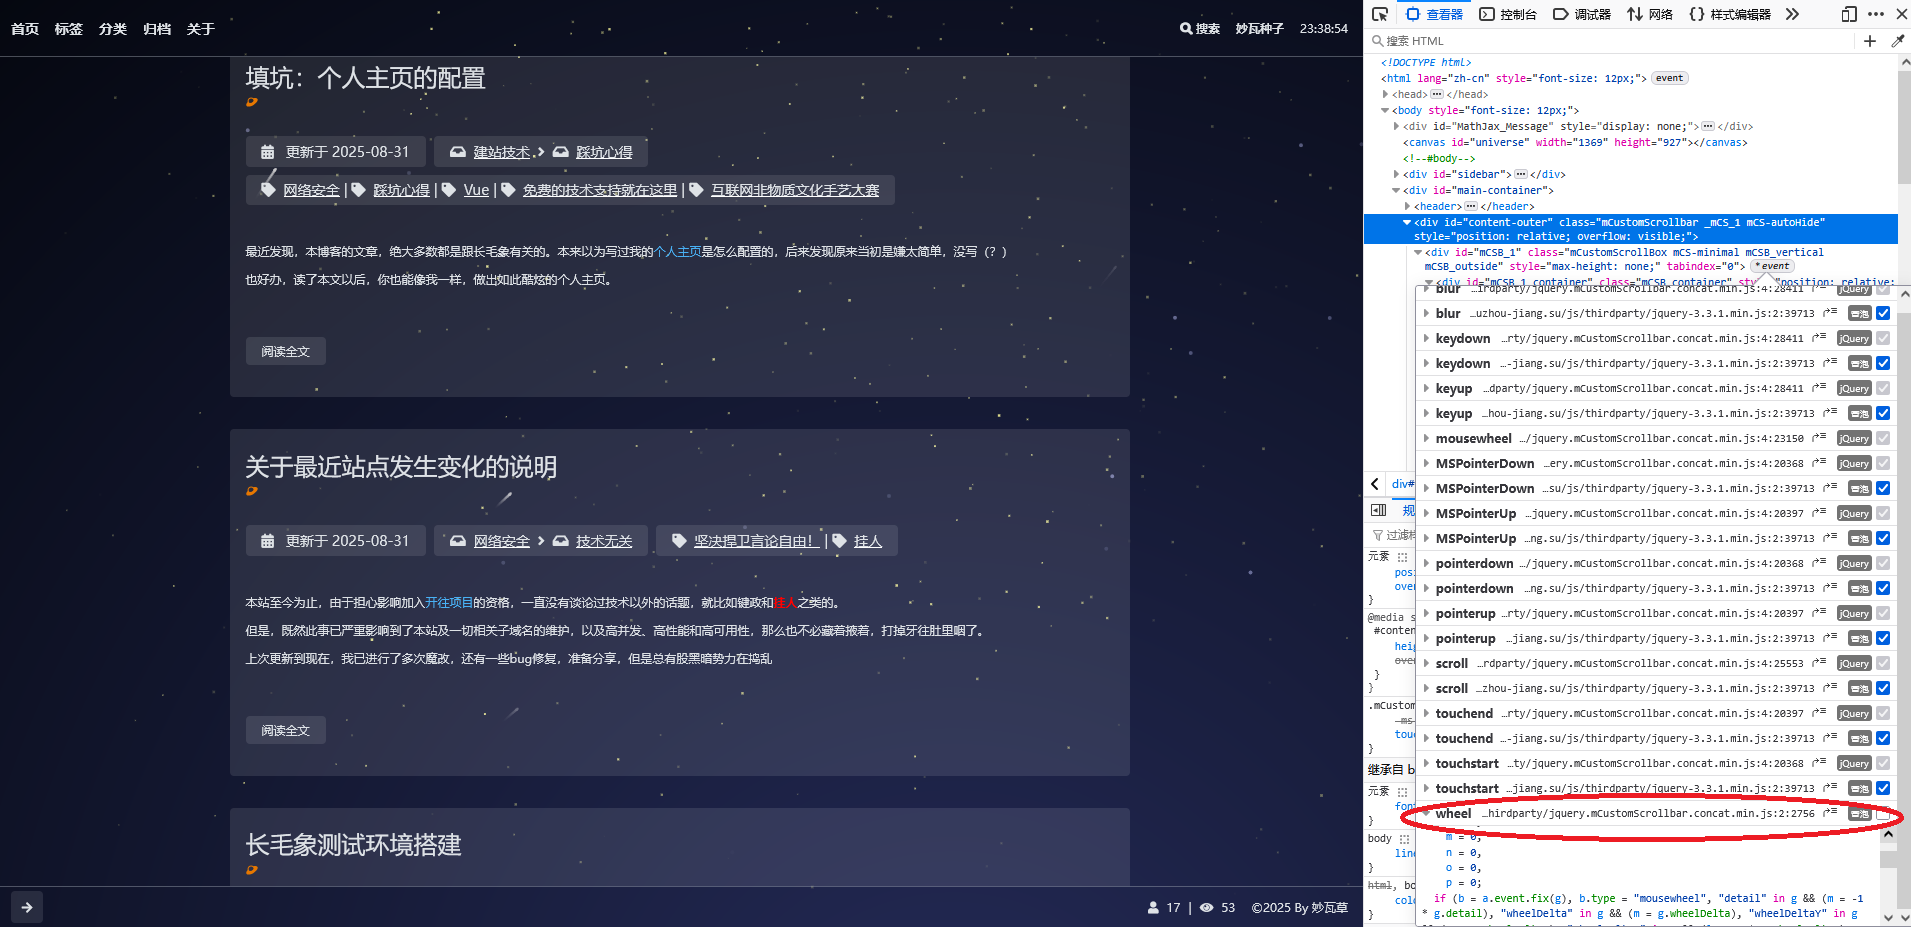 首页 标签 分类 归档 关于
搜索 妙瓦种子 23:38:54
填坑：个人主页的配置
更新于 2025-08-31 建站技术 踩坑心得
网络安全 | 踩坑心得 | Vue | 免费的技术支持就在这里 | 互联网非物质文化手艺大赛
最近发现，本博客的文章，绝大多数都是跟长毛象有关的。本来以为写过我的个人主页是怎么配置的，后来发现原来当初是嫌太简单，没写（？）
也好办，读了本文以后，你也能像我一样，做出如此酷炫的个人主页。
阅读全文
关于最近站点发生变化的说明
更新于 2025-08-31 网络安全 技术无关 坚决捍卫言论自由！ | 挂人
本站至今为止，由于担心影响加入开往项目的资格，一直没有谈论过技术以外的话题，就比如键政和挂人之类的。
但是，既然此事已严重影响到了本站及一切相关子域名的维护，以及高并发、高性能和高可用性，那么也不必藏着掖着，打掉牙往肚里咽了。
上次更新到现在，我已进行了多次魔改，还有一些bug修复，准备分享，但是总有股黑暗势力在捣乱
阅读全文
长毛象测试环境搭建
17 | 53 ©2025 By 妙瓦草
查看器 控制台 调试器 网络 样式编辑器
搜索 HTML
<!DOCTYPE html>
<html lang="zh-cn" style="font-size: 12px;"> event
<head> ••• </head>
<body style="font-size: 12px;">
<div id="MathJax_Message" style="display: none;"> ••• </div>
<canvas id="universe" width="1369" height="927"></canvas>
<!--#body-->
<div id="sidebar"> ••• </div>
<div id="main-container">
<header> ••• </header>
<div id="content-outer" class="mCustomScrollbar _mCS_1 mCS-autoHide"
style="position: relative; overflow: visible;">
<div id="mCSB_1" class="mCustomScrollBox mCS-minimal mCSB_vertical
mCSB_outside" style="max-height: none;" tabindex="0"> *event
<div id="mCSB_1_container" class="mCSB_container" sty position: relative;
blur …irdparty/jquery.mCustomScrollbar.concat.min.js:4:28411 jQuery
blur …uzhou-jiang.su/js/thirdparty/jquery-3.3.1.min.js:2:39713 冒泡
keydown …rty/jquery.mCustomScrollbar.concat.min.js:4:28411 jQuery
keydown …-jiang.su/js/thirdparty/jquery-3.3.1.min.js:2:39713 冒泡
keyup …dparty/jquery.mCustomScrollbar.concat.min.js:4:28411 jQuery
keyup …hou-jiang.su/js/thirdparty/jquery-3.3.1.min.js:2:39713 冒泡
mousewheel …/jquery.mCustomScrollbar.concat.min.js:4:23150 jQuery
MSPointerDown …ery.mCustomScrollbar.concat.min.js:4:20368 jQuery
MSPointerDown …su/js/thirdparty/jquery-3.3.1.min.js:2:39713 冒泡
MSPointerUp …jquery.mCustomScrollbar.concat.min.js:4:20397 jQuery
MSPointerUp …ng.su/js/thirdparty/jquery-3.3.1.min.js:2:39713 冒泡
pointerdown …/jquery.mCustomScrollbar.concat.min.js:4:20368 jQuery
pointerdown …ng.su/js/thirdparty/jquery-3.3.1.min.js:2:39713 冒泡
pointerup …rty/jquery.mCustomScrollbar.concat.min.js:4:20397 jQuery
pointerup …jiang.su/js/thirdparty/jquery-3.3.1.min.js:2:39713 冒泡
scroll …rdparty/jquery.mCustomScrollbar.concat.min.js:4:25553 jQuery
scroll …zhou-jiang.su/js/thirdparty/jquery-3.3.1.min.js:2:39713 冒泡
touchend …rty/jquery.mCustomScrollbar.concat.min.js:4:20397 jQuery
touchend …-jiang.su/js/thirdparty/jquery-3.3.1.min.js:2:39713 冒泡
touchstart …ty/jquery.mCustomScrollbar.concat.min.js:4:20368 jQuery
touchstart …jiang.su/js/thirdparty/jquery-3.3.1.min.js:2:39713 冒泡
wheel …hirdparty/jquery.mCustomScrollbar.concat.min.js:2:2756 冒泡
m = 0,
n = 0,
o = 0,
p = 0;
if (b = a.event.fix(g), b.type = "mousewheel", "detail" in g && (m = -1
* g.detail), "wheelDelta" in g && (m = g.wheelDelta), "wheelDeltaY" in g
div#
规
过滤样
元素
posi
over
}
@media s
#conten
heig
over
}
}
.mCustom
-ms
touc
}
继承自 b
元素
font
}
body
line
}
html, bo
colo
}